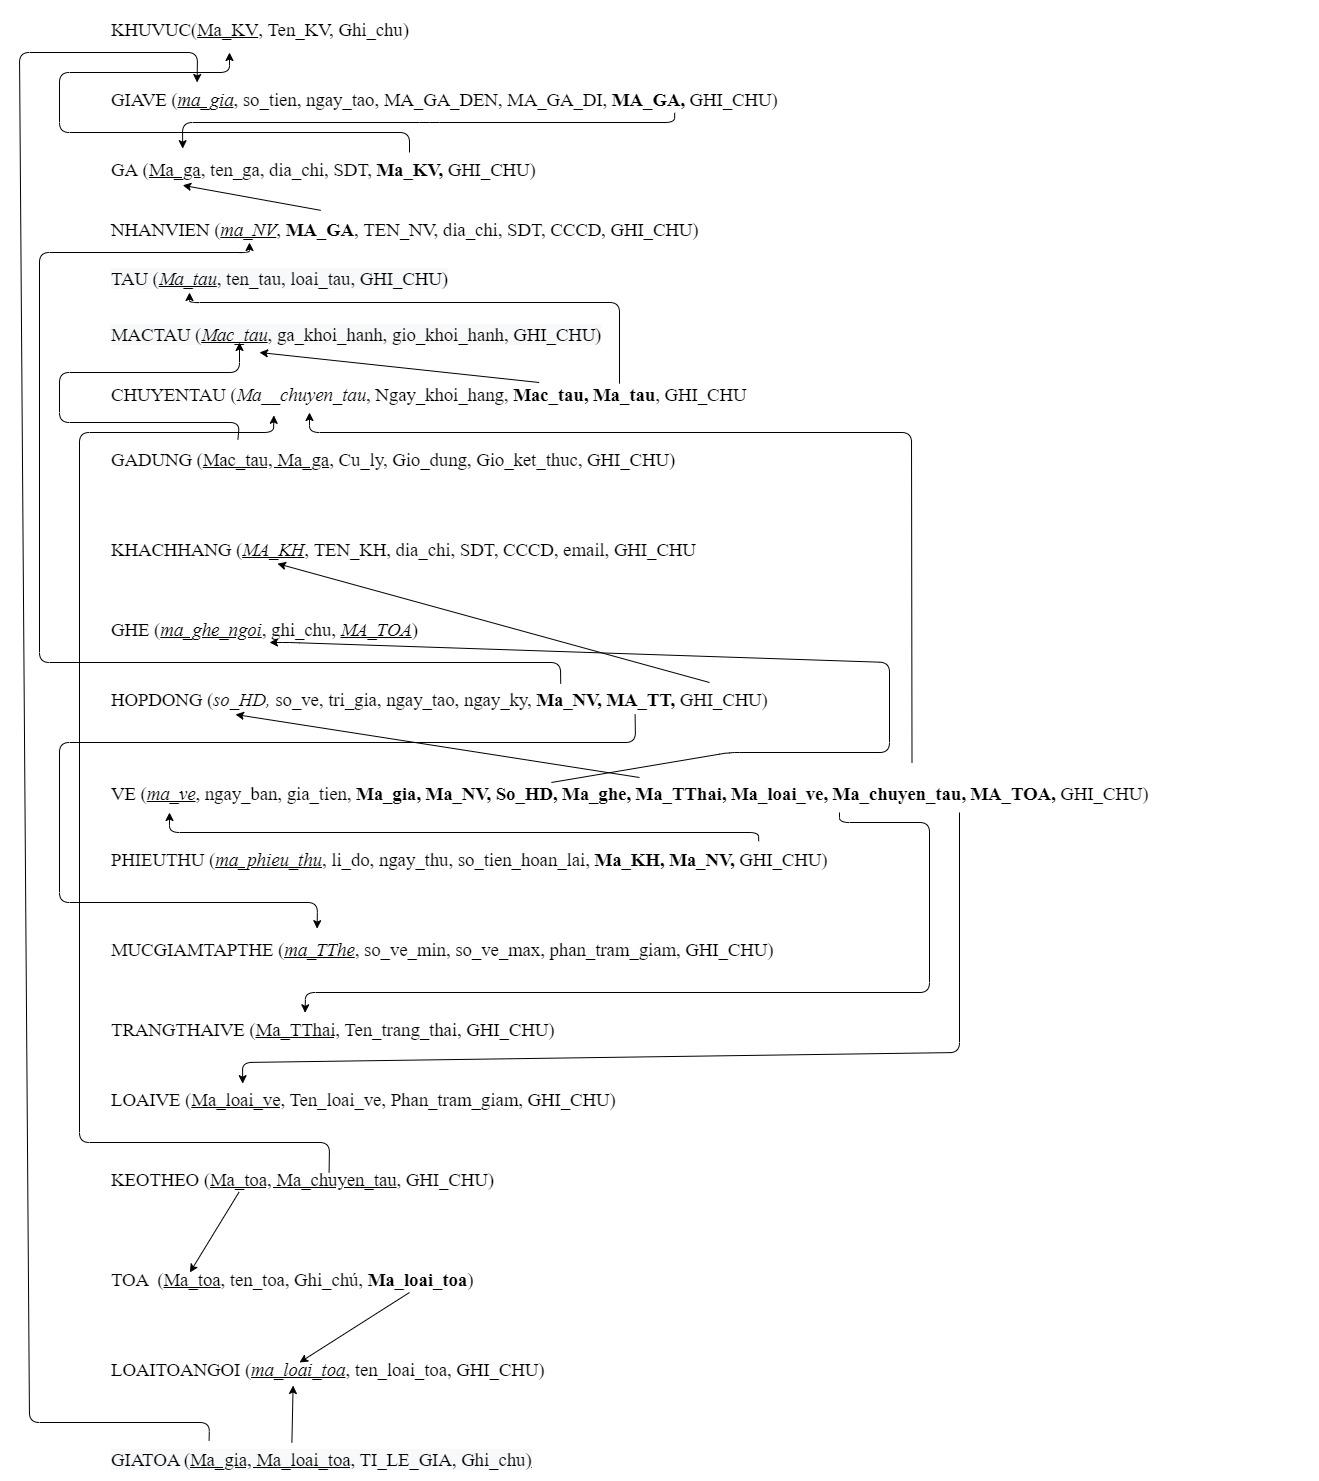 KHUVUC(Ma_KV, Ten_KV, Ghi_chu)
GIAVE (ma_gia, so_tien, ngay_tao, MA_GA_DEN, MA_GA_DI, MA_GA, GHI_CHU)
GA (Ma_ga, ten_ga, dia_chi, SDT, Ma_KV, GHI_CHU)
NHANVIEN (ma_NV, MA_GA, TEN_NV, dia_chi, SDT, CCCD, GHI_CHU)
TAU (Ma_tau, ten_tau, loai_tau, GHI_CHU)
MACTAU (Mac_tau, ga_khoi_hanh, gio_khoi_hanh, GHI_CHU)
CHUYENTAU (Ma__chuyen_tau, Ngay_khoi_hang, Mac_tau, Ma_tau, GHI_CHU
GADUNG (Mac_tau, Ma_ga, Cu_ly, Gio_dung, Gio_ket_thuc, GHI_CHU)
KHACHHANG (MA_KH, TEN_KH, dia_chi, SDT, CCCD, email, GHI_CHU
GHE (ma_ghe_ngoi, ghi_chu, MA_TOA)
HOPDONG (so_HD, so_ve, tri_gia, ngay_tao, ngay_ky, Ma_NV, MA_TT, GHI_CHU)
VE (ma_ve, ngay_ban, gia_tien, Ma_gia, Ma_NV, So_HD, Ma_ghe, Ma_TThai, Ma_loai_ve, Ma_chuyen_tau, MA_TOA, GHI_CHU)
PHIEUTHU (ma_phieu_thu, li_do, ngay_thu, so_tien_hoan_lai, Ma_KH, Ma_NV, GHI_CHU)
MUCGIAMTAPTHE (ma_TThe, so_ve_min, so_ve_max, phan_tram_giam, GHI_CHU)
TRANGTHAIVE (Ma_TThai, Ten_trang_thai, GHI_CHU)
LOAIVE (Ma_loai_ve, Ten_loai_ve, Phan_tram_giam, GHI_CHU)
KEOTHEO (Ma_toa, Ma_chuyen_tau, GHI_CHU)
TOA (Ma_toa, ten_toa, Ghi_chú, Ma_loai_toa)
LOAITOANGOI (ma_loai_toa, ten_loai_toa, GHI_CHU)
GIATOA (Ma_gia, Ma_loai_toa, TI_LE_GIA, Ghi_chu)